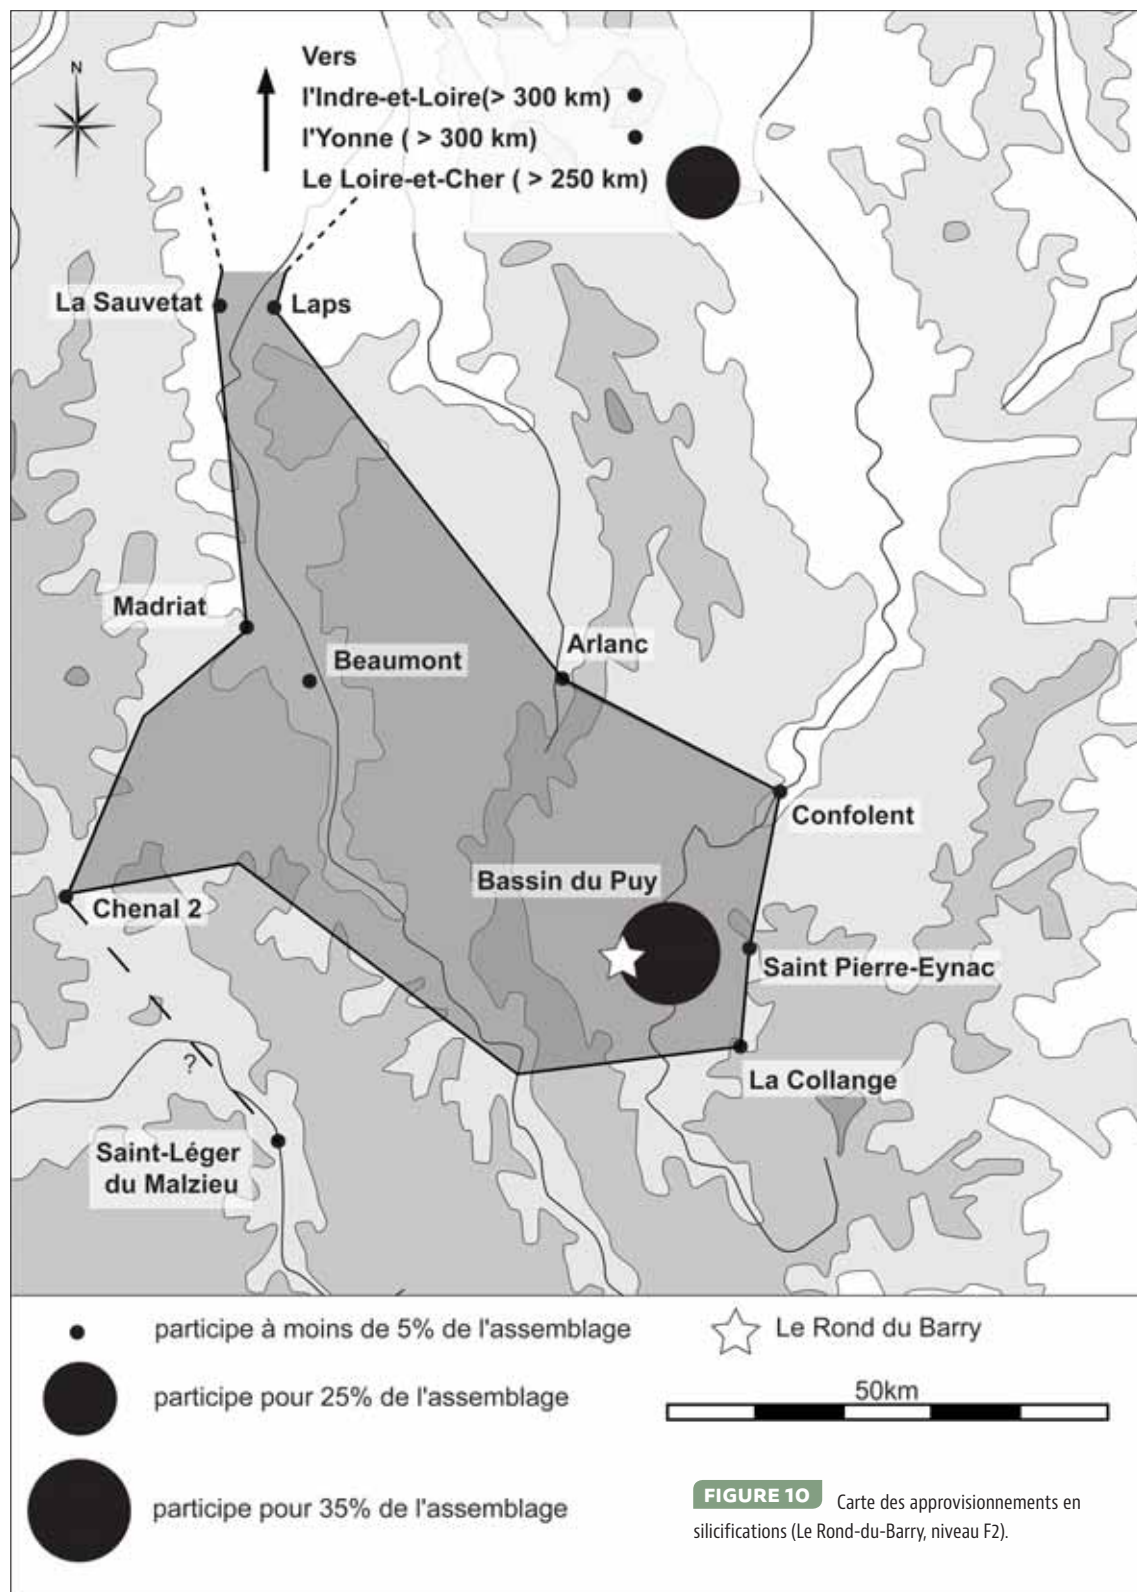 N
Vers
l'Indre-et-Loire(> 300 km)
l'Yonne ( > 300 km)
Le Loire-et-Cher ( > 250 km)
La Sauvetat
Laps
Madriat
Beaumont
Arlanc
Confolent
Bassin du Puy
Chenal 2
Saint Pierre-Eynac
?
La Collange
Saint-Léger
du Malzieu
participe à moins de 5% de l'assemblage
Le Rond du Barry
participe pour 25% de l'assemblage
50km
participe pour 35% de l'assemblage
FIGURE 10 Carte des approvisionnements en
silicifications (Le Rond-du-Barry, niveau F2).